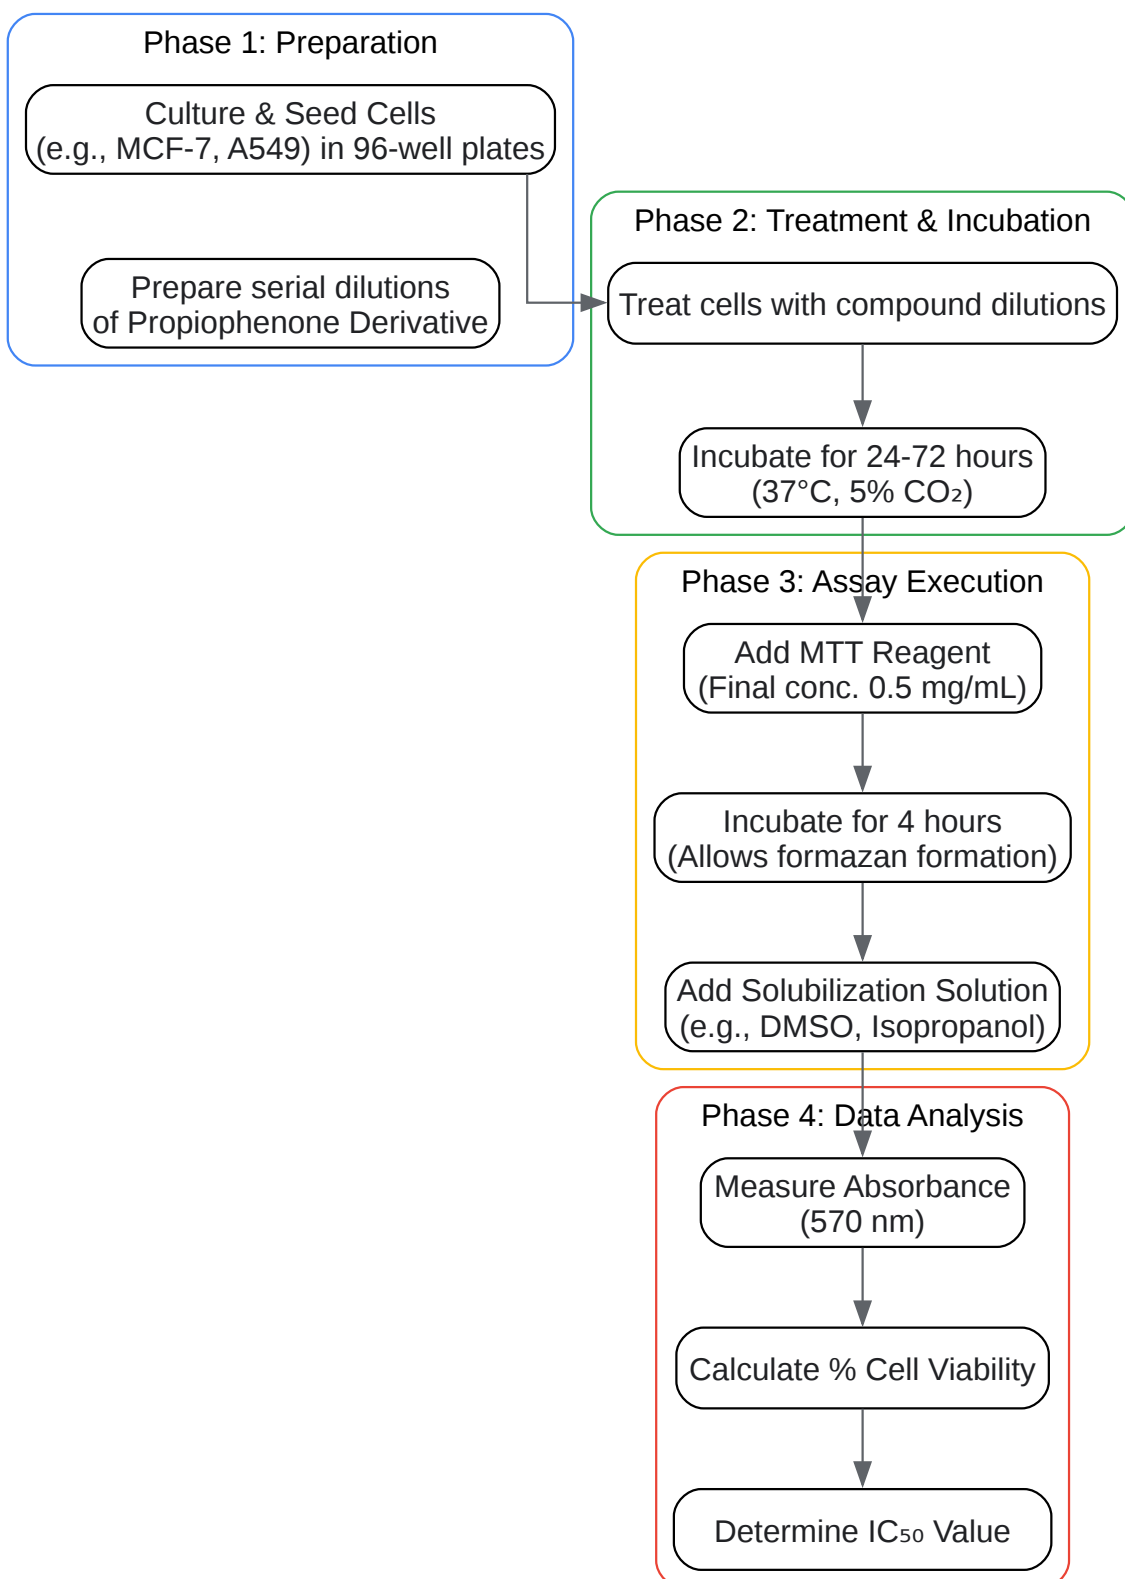 Phase 1: Preparation
Culture & Seed Cells
(e.g., MCF-7, A549) in 96-well plates
Prepare serial dilutions
of Propiophenone Derivative
Phase 2: Treatment & Incubation
Treat cells with compound dilutions
Incubate for 24-72 hours
(37°C, 5% CO₂)
Phase 3: Assay Execution
Add MTT Reagent
(Final conc. 0.5 mg/mL)
Incubate for 4 hours
(Allows formazan formation)
Add Solubilization Solution
(e.g., DMSO, Isopropanol)
Phase 4: Data Analysis
Measure Absorbance
(570 nm)
Calculate % Cell Viability
Determine IC₅₀ Value